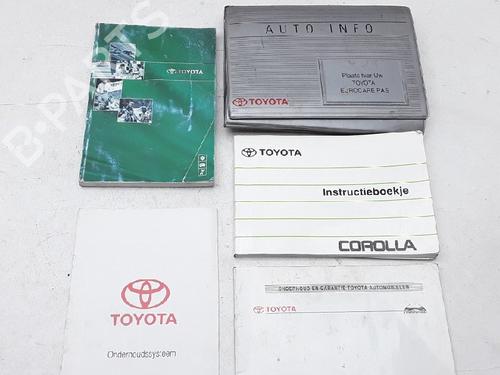 AUTO INFO
Plaats hier Uw
TOYOTA
EUROCARE PAS
TOYOTA
TOYOTA
TOYOTA
Instructieboekje
COROLLA
TOYOTA
Onderhoudssysteem
ONDERHOUD EN GARANTIE TOYOTA AUTOMOBIELEN
TOYOTA
B-PARTS